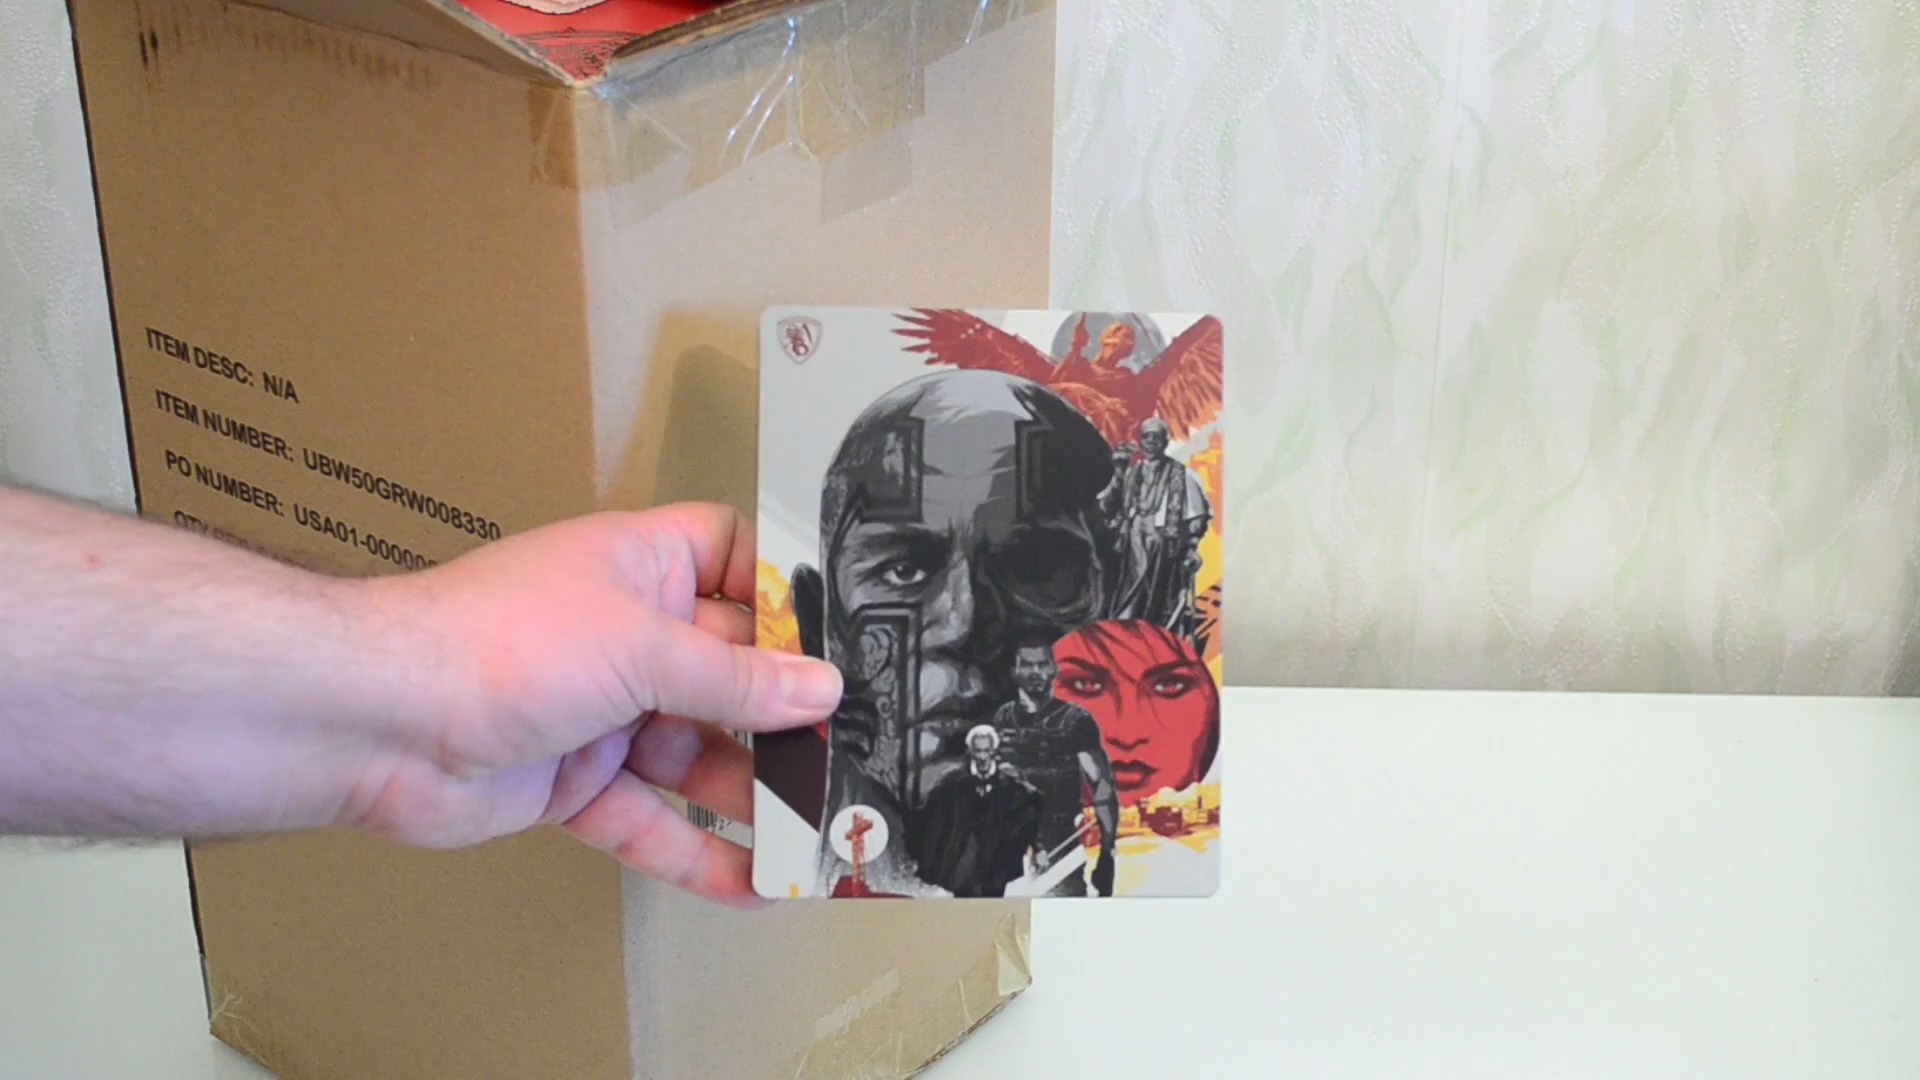 ITEM DESC: N/A
ITEM NUMBER: UBW50GRW008330
PO NUMBER: USA01-00000